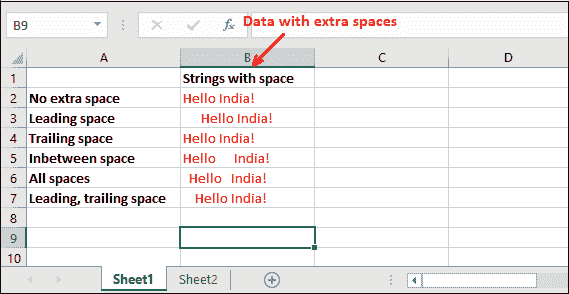 Data with extra spaces
B9
fx
A B C D
1 Strings with space
2 No extra space Hello India!
3 Leading space Hello India!
4 Trailing space Hello India!
5 Inbetween space Hello India!
6 All spaces Hello India!
7 Leading, trailing space Hello India!
8
9
10
Sheet1 Sheet2